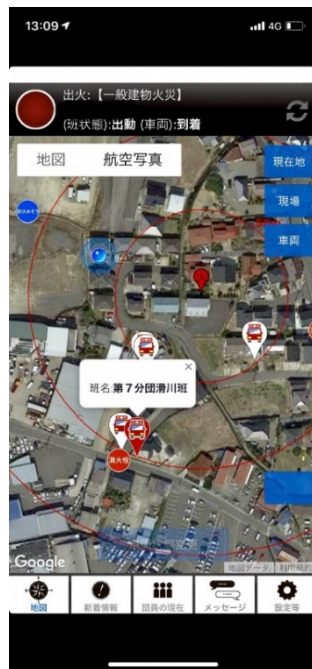 13:09
4G
出火:【一般建物火災】
(班状態):出動 (車両):到着
地図
航空写真
現在地
現場
車両
班名:第7分団滑川班
消火栓
Google
地図データ
利用規約
地図
新着情報
団員の現在
メッセージ
設定等